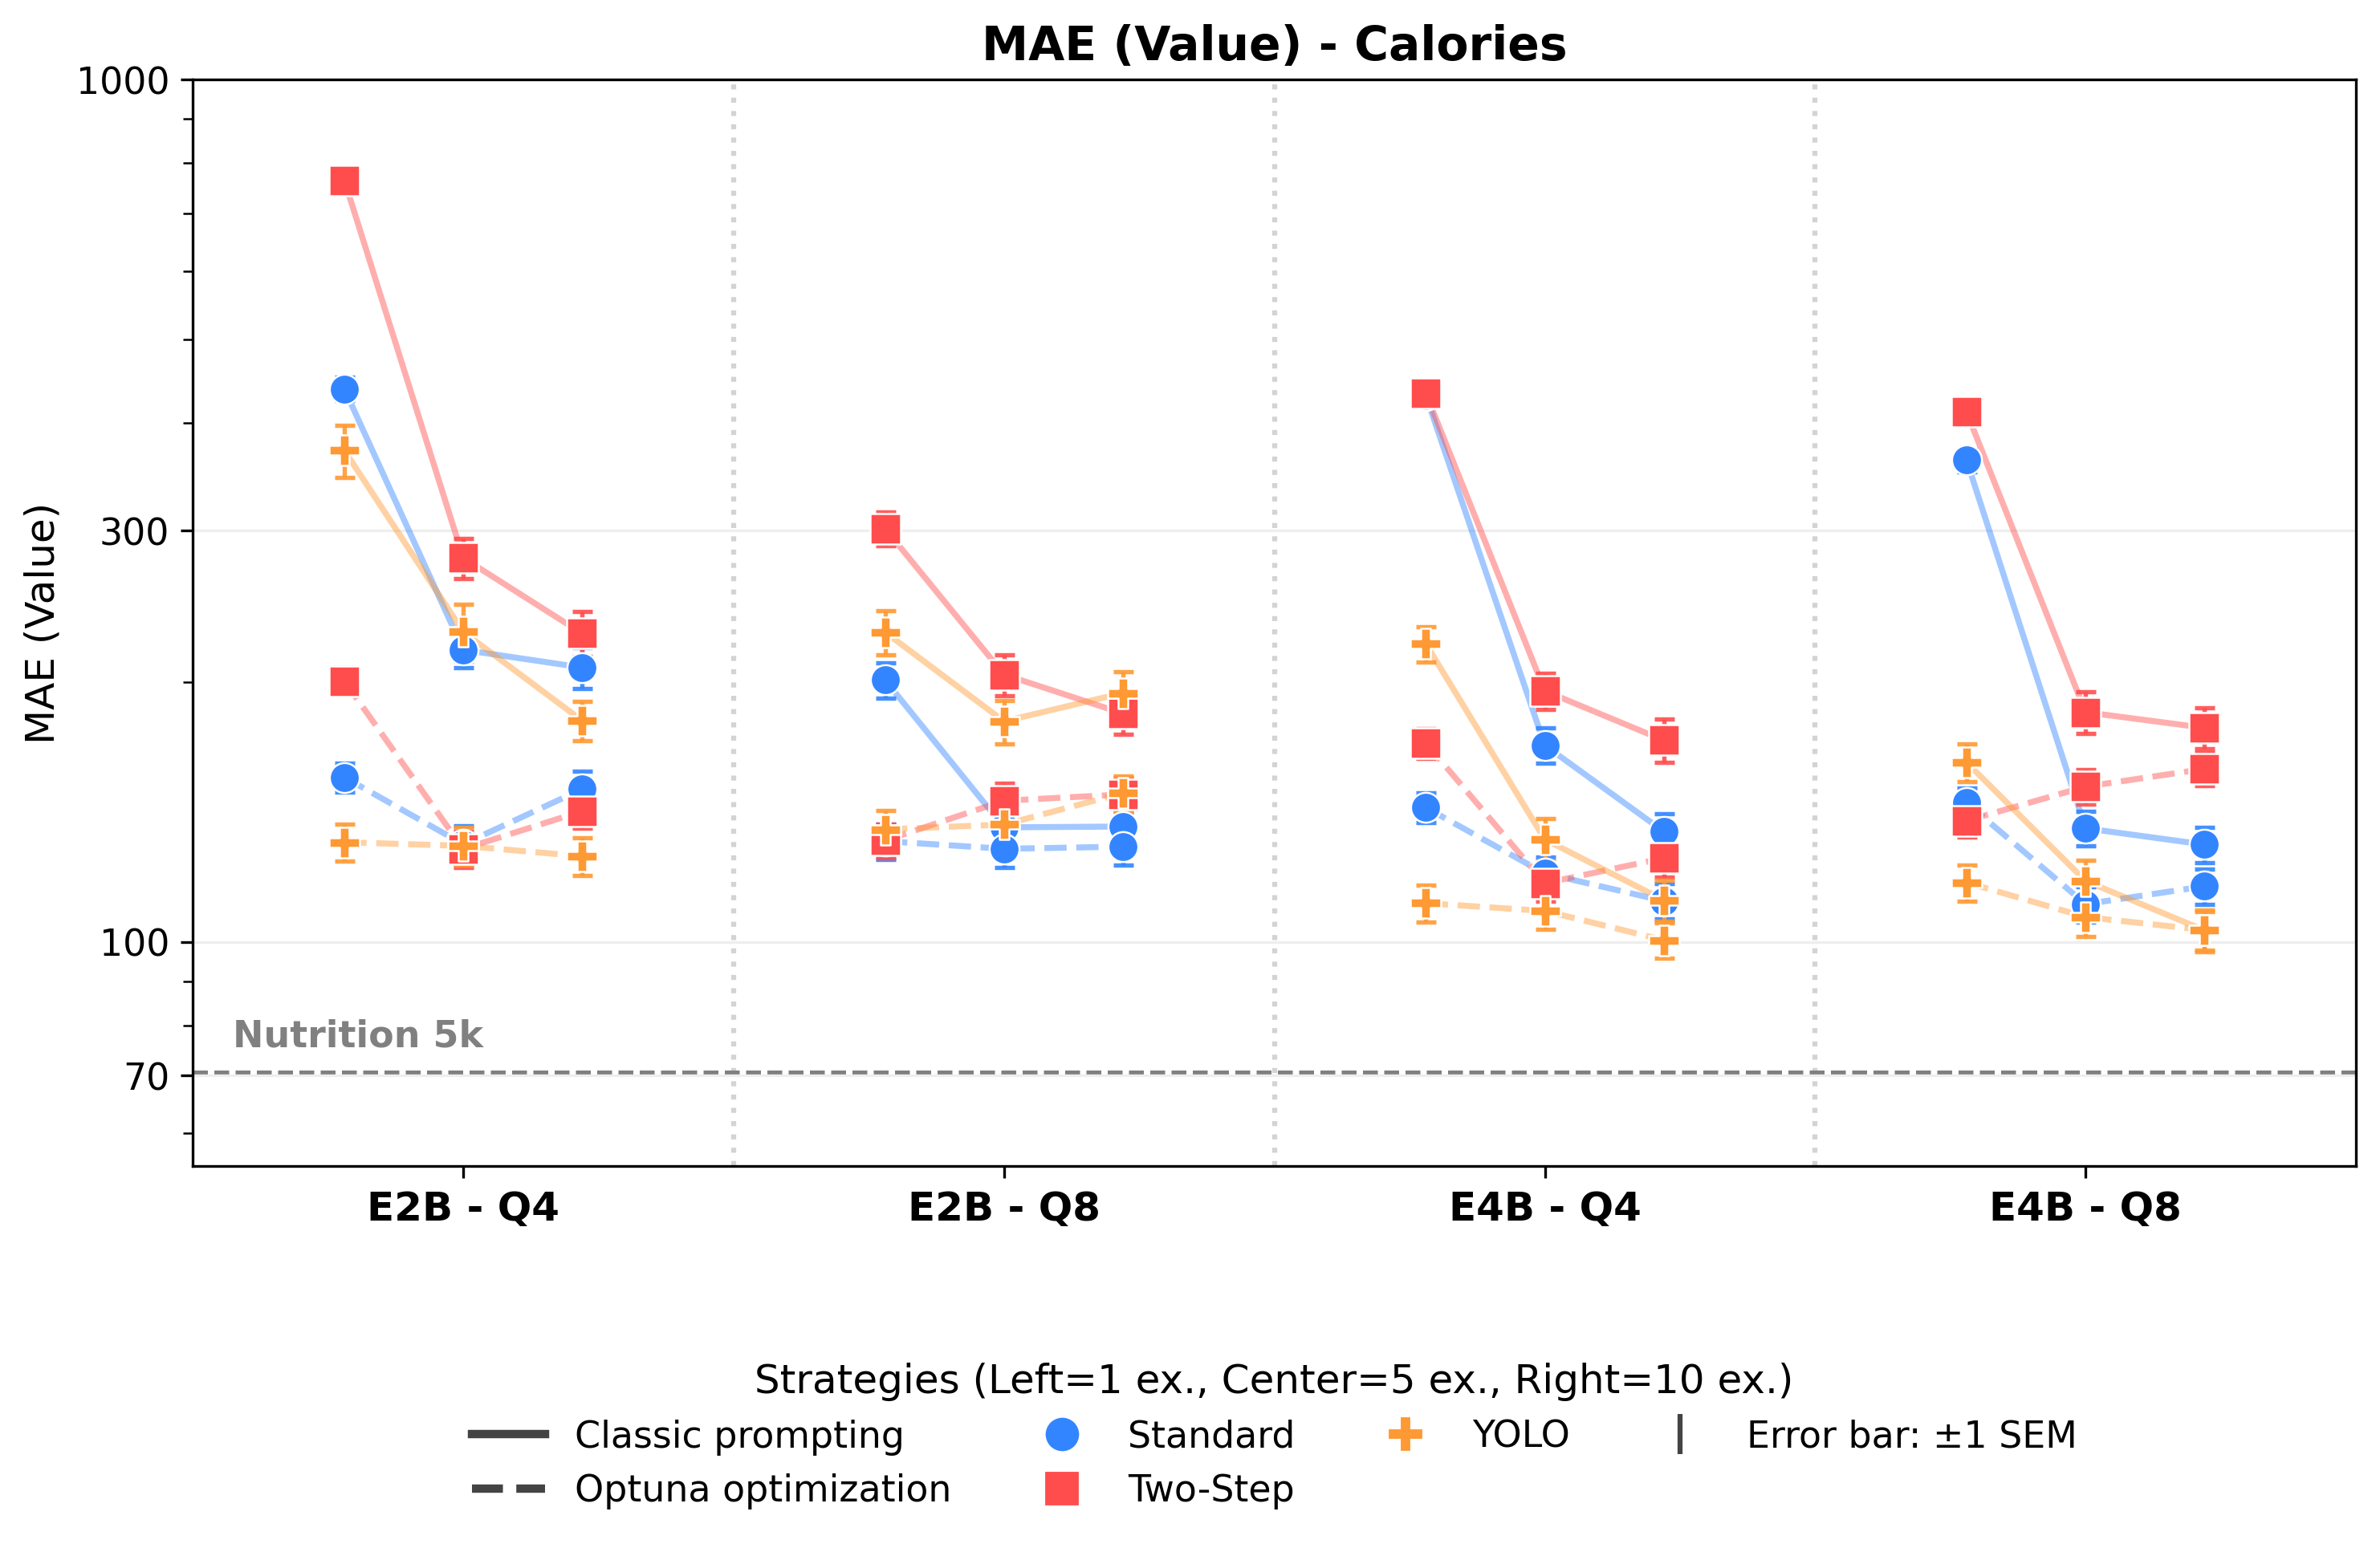 MAE (Value) - Calories
MAE (Value)
1000
300
100
70
Nutrition 5k
E2B - Q4
E2B - Q8
E4B - Q4
E4B - Q8
Strategies (Left=1 ex., Center=5 ex., Right=10 ex.)
Classic prompting
Optuna optimization
Standard
Two-Step
YOLO
Error bar: ±1 SEM